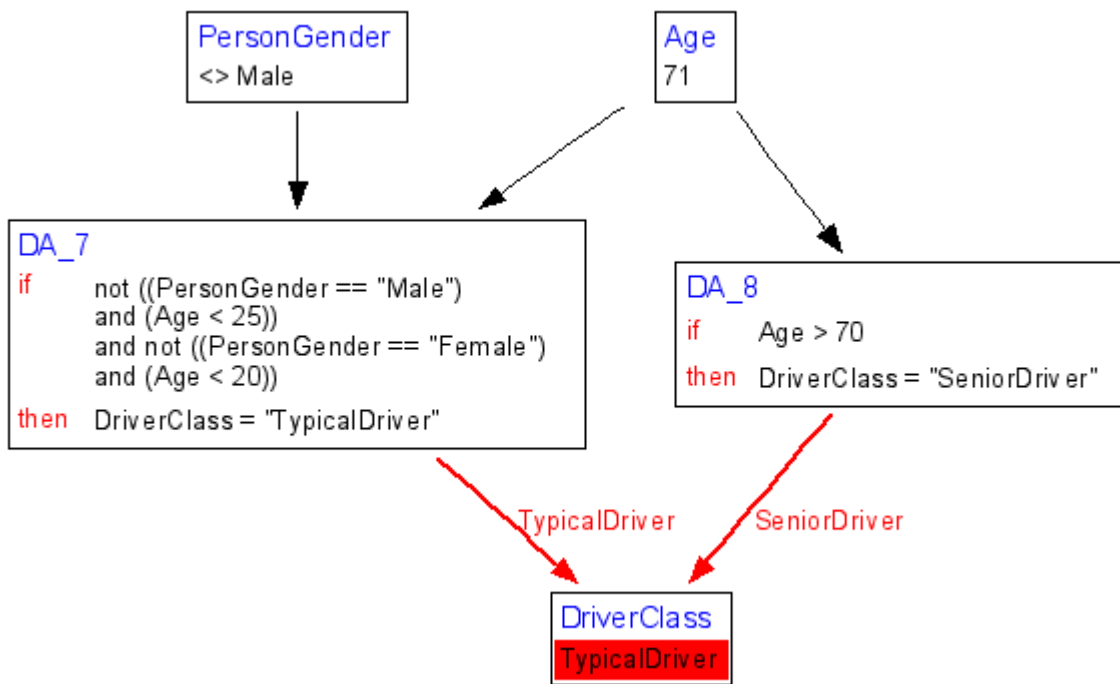 PersonGender
<> Male
Age
71
DA_7
if not ((PersonGender == "Male")
and (Age < 25))
and not ((PersonGender == "Female")
and (Age < 20))
then DriverClass = "TypicalDriver"
DA_8
if Age > 70
then DriverClass = "SeniorDriver"
TypicalDriver
SeniorDriver
DriverClass
TypicalDriver